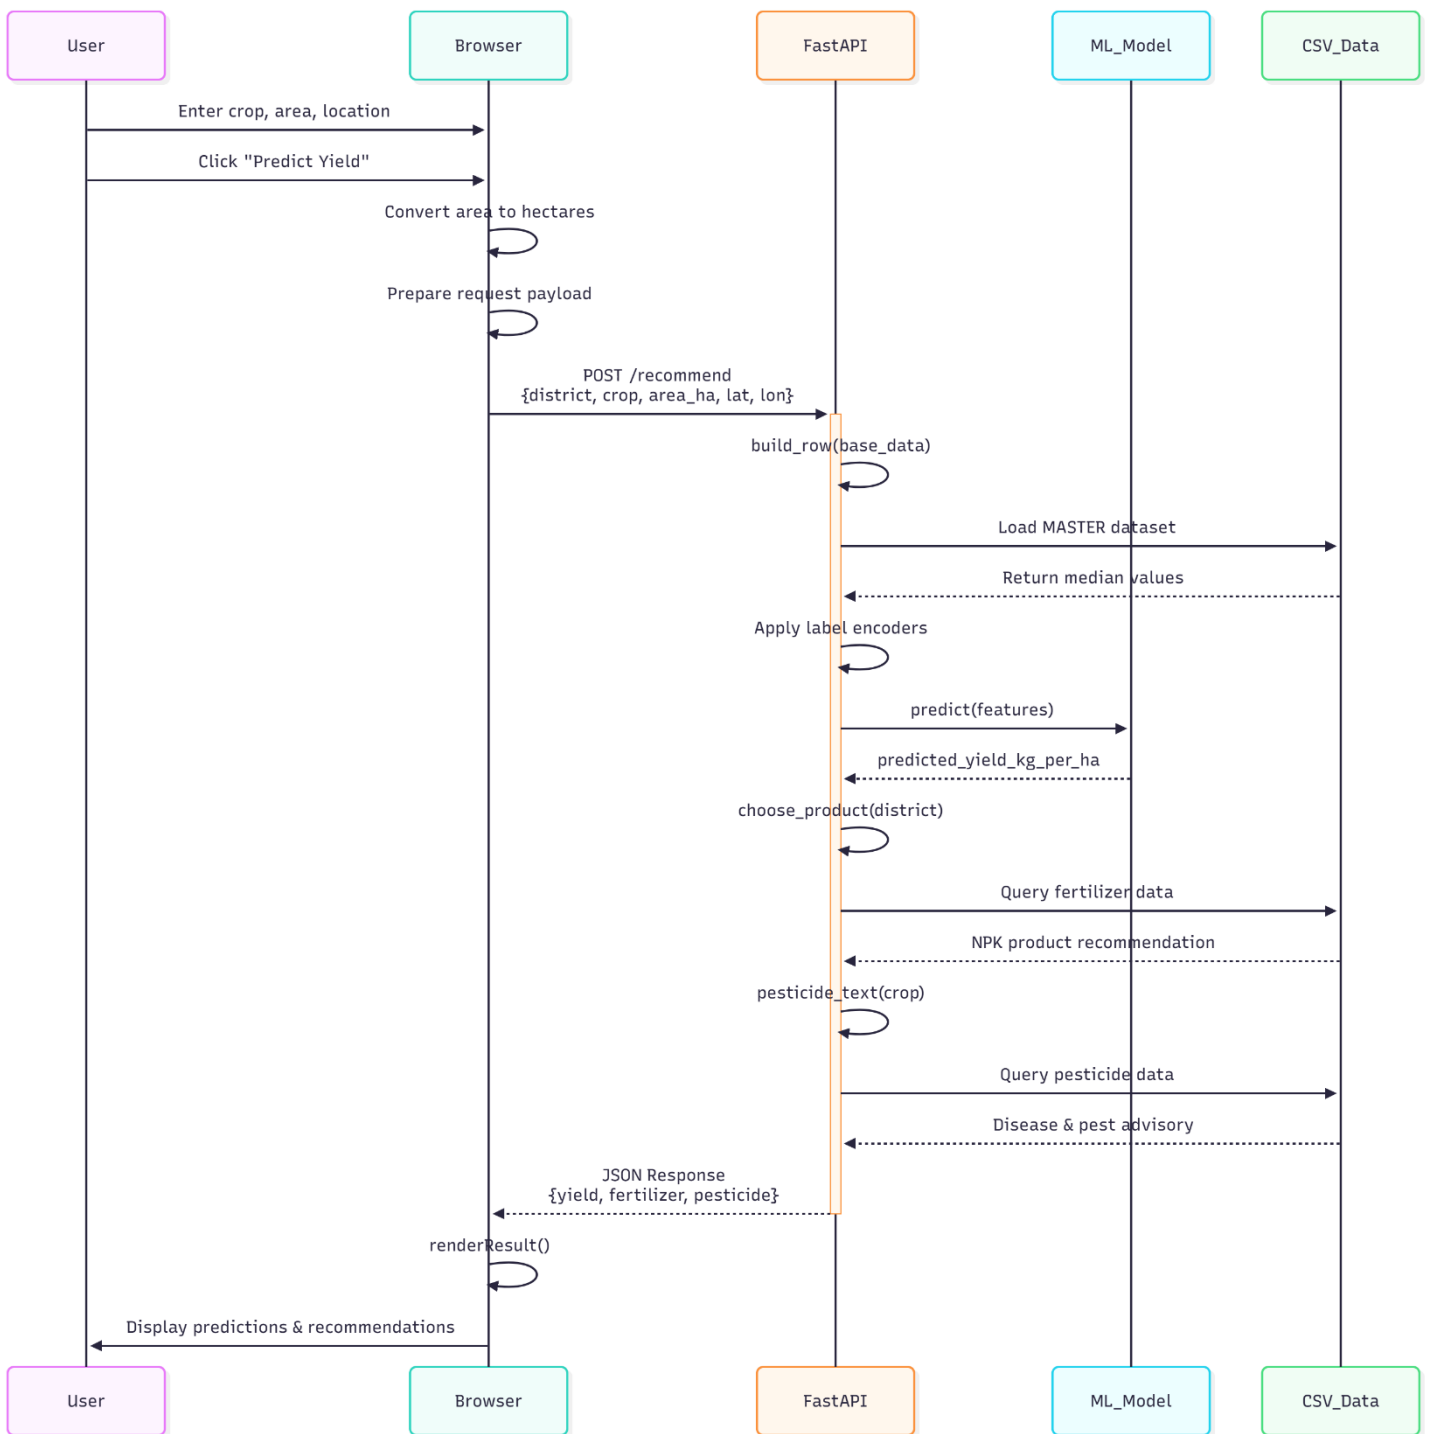 User
Browser
FastAPI
ML_Model
CSV_Data
Enter crop, area, location
Click "Predict Yield"
Convert area to hectares
Prepare request payload
POST /recommend
{district, crop, area_ha, lat, lon}
build_row(base_data)
Load MASTER dataset
Return median values
Apply label encoders
predict(features)
predicted_yield_kg_per_ha
choose_product(district)
Query fertilizer data
NPK product recommendation
pesticide_text(crop)
Query pesticide data
Disease & pest advisory
JSON Response
{yield, fertilizer, pesticide}
renderResult()
Display predictions & recommendations
User
Browser
FastAPI
ML_Model
CSV_Data